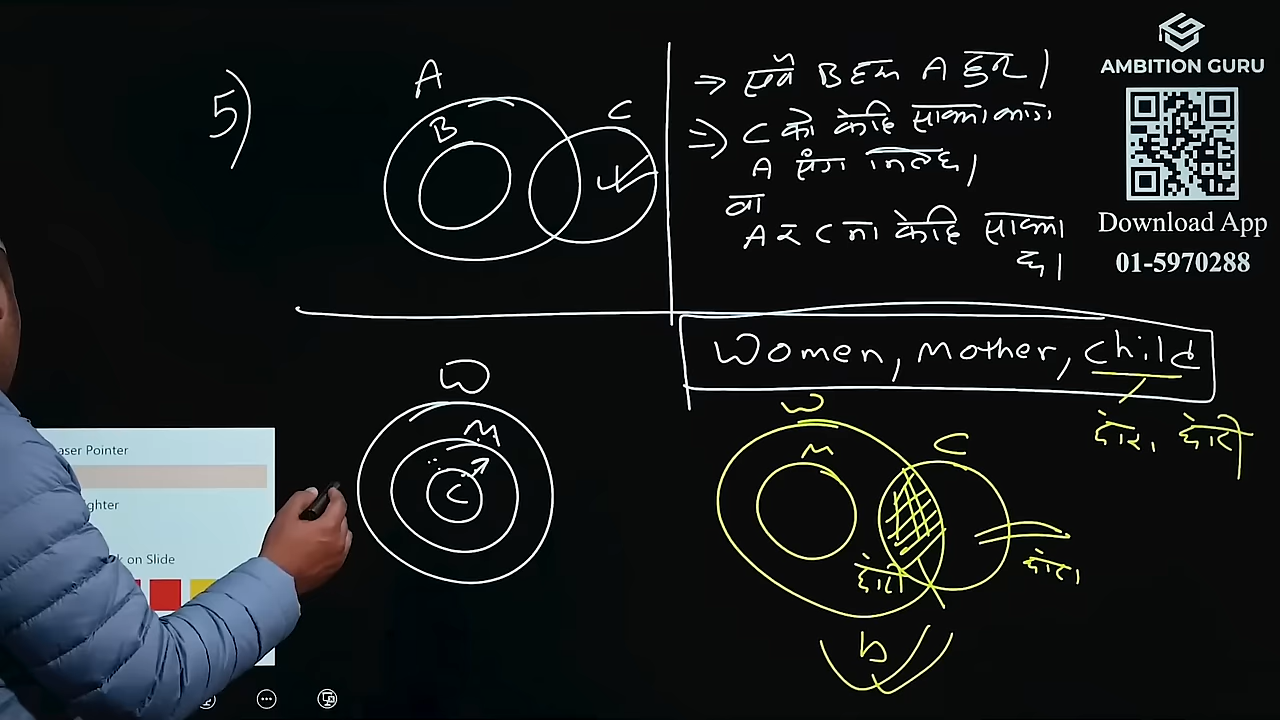 5)
A
B
C
⇒ सबै B हरू A हुन् ।
⇒ C को केहि साझा भाग
A सँग मिल्छ ।
वा
A र C मा केहि साझा
छ ।
AMBITION GURU
Download App
01-5970288
Women, Mother, child
छोरा, छोरी
W
M
C
W
M
C
छोरी
छोरा
b
aser Pointer
ghter
k on Slide